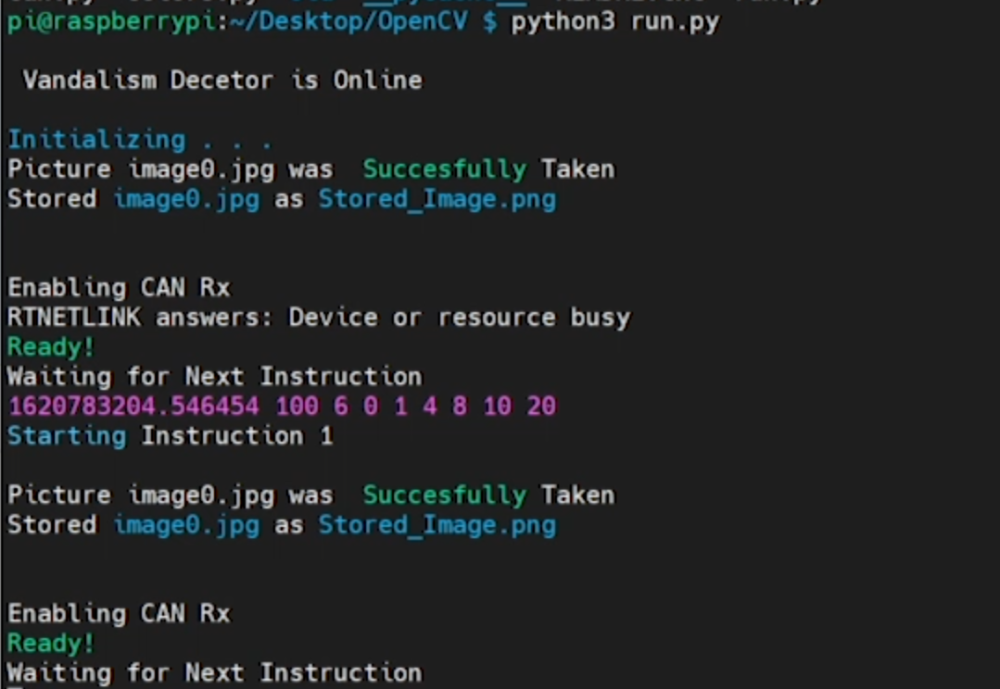 pi@raspberrypi:~/Desktop/OpenCV $ python3 run.py
Vandalism Decetor is Online
Initializing . . .
Picture image0.jpg was  Succesfully Taken
Stored image0.jpg as Stored_Image.png
Enabling CAN Rx
RTNETLINK answers: Device or resource busy
Ready!
Waiting for Next Instruction
1620783204.546454 100 6 0 1 4 8 10 20
Starting Instruction 1
Picture image0.jpg was  Succesfully Taken
Stored image0.jpg as Stored_Image.png
Enabling CAN Rx
Ready!
Waiting for Next Instruction